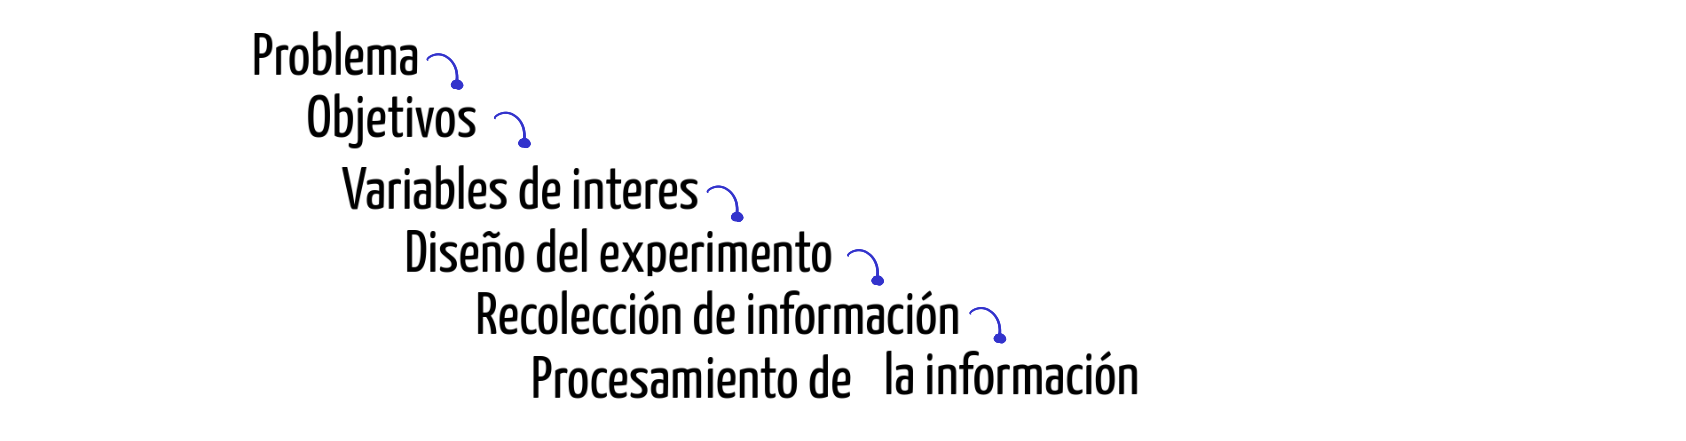 Problema
Objetivos
Variables de interes
Diseño del experimento
Recolección de información
Procesamiento de la información